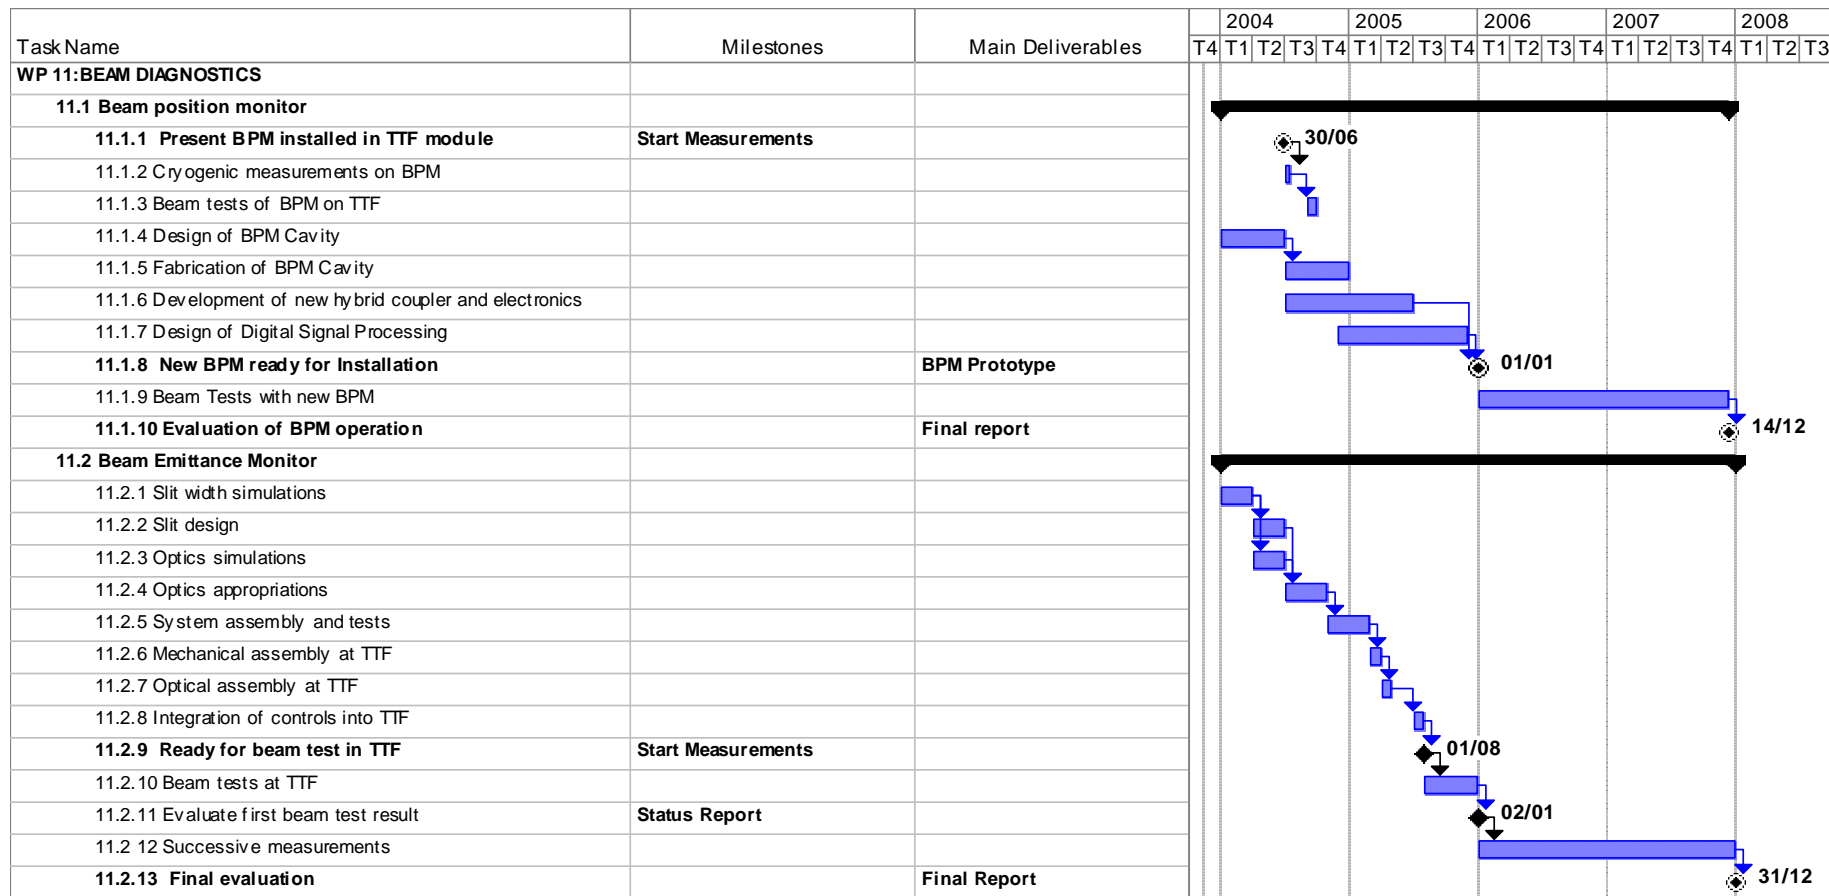 2004 2005 2006 2007 2008
Task Name Milestones Main Deliverables T4 T1 T2 T3 T4 T1 T2 T3 T4 T1 T2 T3 T4 T1 T2 T3 T4 T1 T2 T3
WP 11:BEAM DIAGNOSTICS
11.1 Beam position monitor
11.1.1 Present BPM installed in TTF module Start Measurements 30/06
11.1.2 Cryogenic measurements on BPM
11.1.3 Beam tests of BPM on TTF
11.1.4 Design of BPM Cavity
11.1.5 Fabrication of BPM Cavity
11.1.6 Development of new hybrid coupler and electronics
11.1.7 Design of Digital Signal Processing
11.1.8 New BPM ready for Installation BPM Prototype 01/01
11.1.9 Beam Tests with new BPM
11.1.10 Evaluation of BPM operation Final report 14/12
11.2 Beam Emittance Monitor
11.2.1 Slit width simulations
11.2.2 Slit design
11.2.3 Optics simulations
11.2.4 Optics appropriations
11.2.5 System assembly and tests
11.2.6 Mechanical assembly at TTF
11.2.7 Optical assembly at TTF
11.2.8 Integration of controls into TTF
11.2.9 Ready for beam test in TTF Start Measurements 01/08
11.2.10 Beam tests at TTF
11.2.11 Evaluate first beam test result Status Report 02/01
11.2 12 Successive measurements
11.2.13 Final evaluation Final Report 31/12